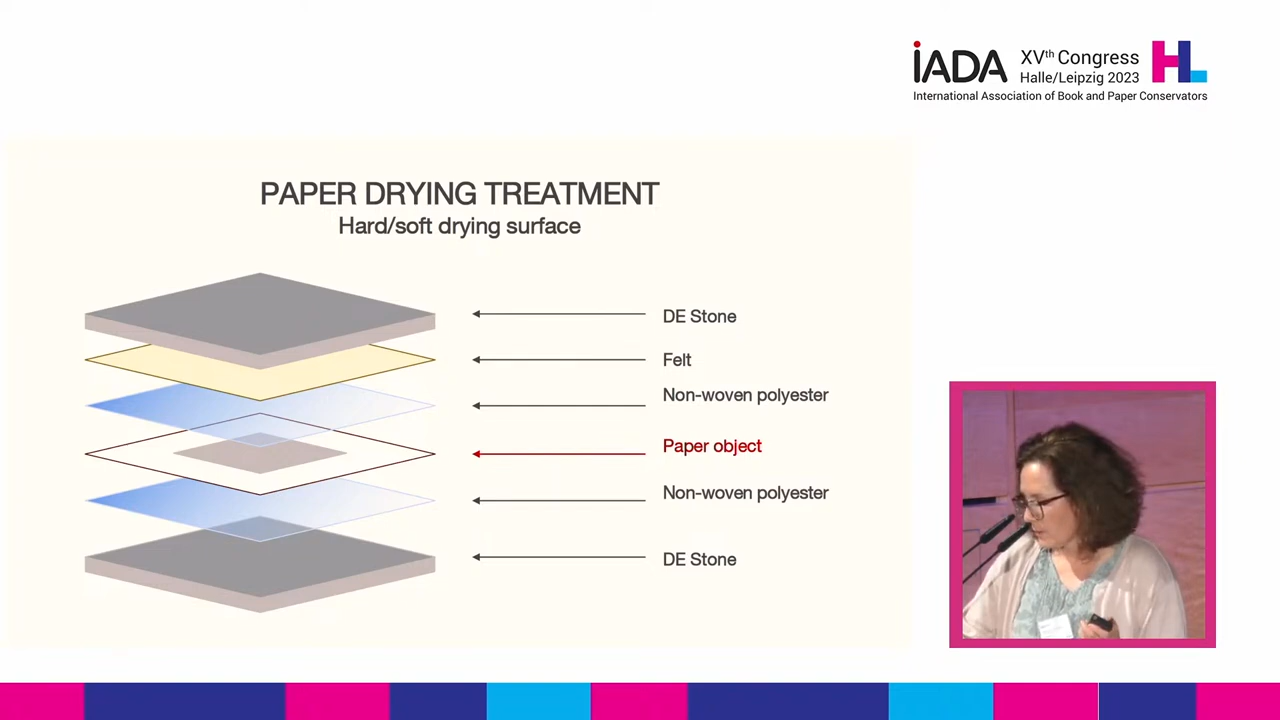 iADA
XVth Congress
Halle/Leipzig 2023
HL
International Association of Book and Paper Conservators
PAPER DRYING TREATMENT
Hard/soft drying surface
DE Stone
Felt
Non-woven polyester
Paper object
Non-woven polyester
DE Stone